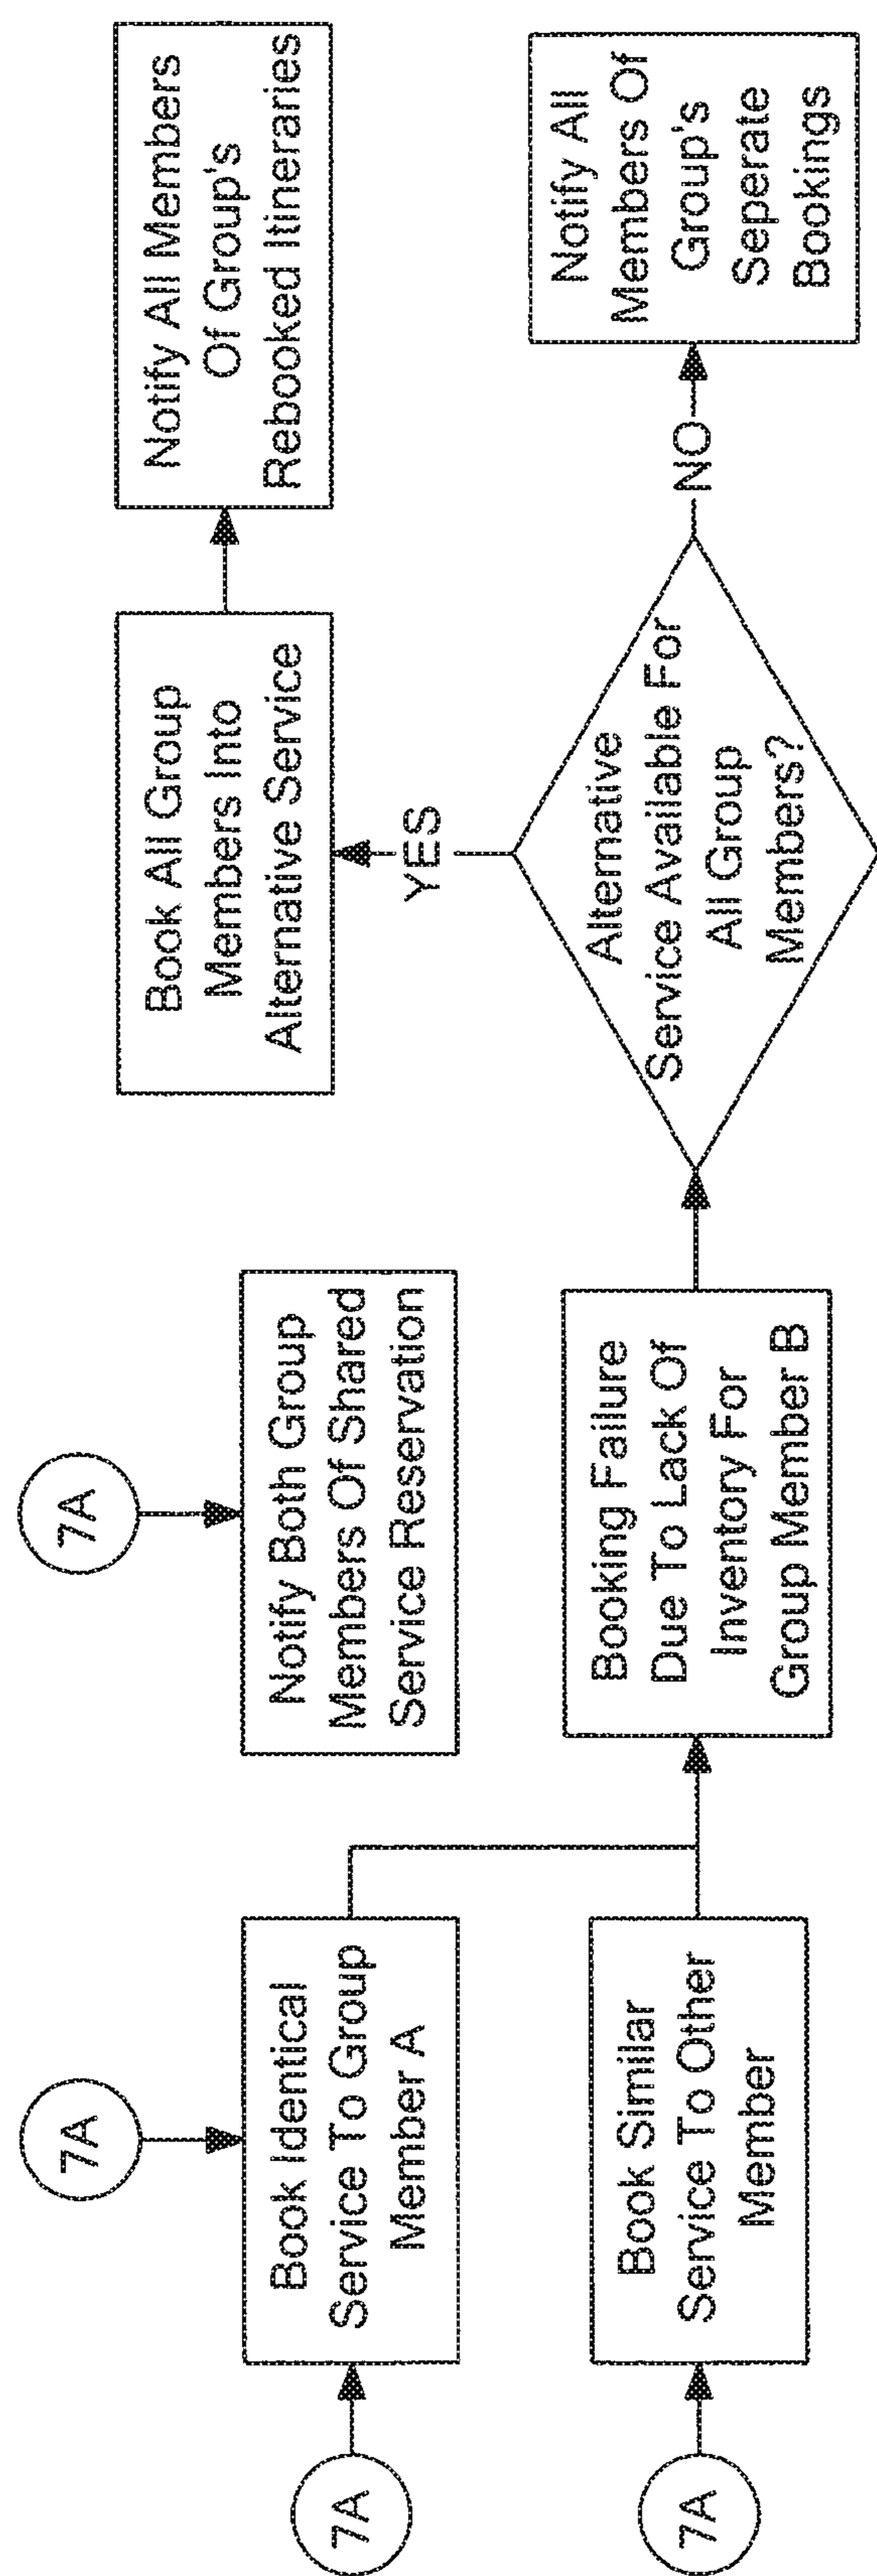 7A
7A
Book All Group
Members Into
Alternative Service
Notify All Members
Of Group's
Rebooked Itineraries
7A
Book Identical
Service To Group
Member A
Notify Both Group
Members Of Shared
Service Reservation
YES
7A
Book Similar
Service To Other
Member
Booking Failure
Due To Lack Of
Inventory For
Group Member B
Alternative
Service Available For
All Group
Members?
NO
Notify All
Members Of
Group's
Seperate
Bookings